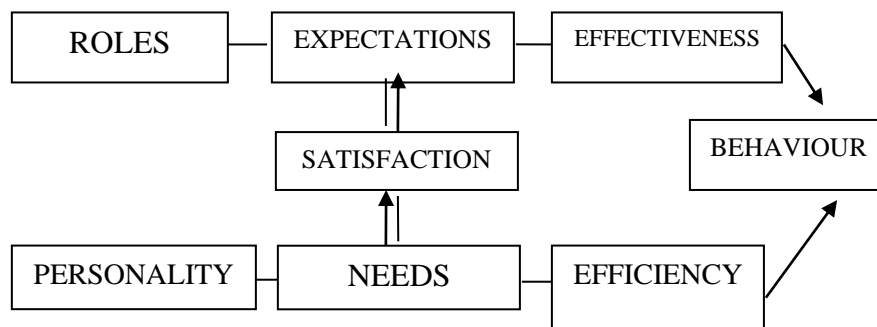 ROLES EXPECTATIONS EFFECTIVENESS
SATISFACTION BEHAVIOUR
PERSONALITY NEEDS EFFICIENCY